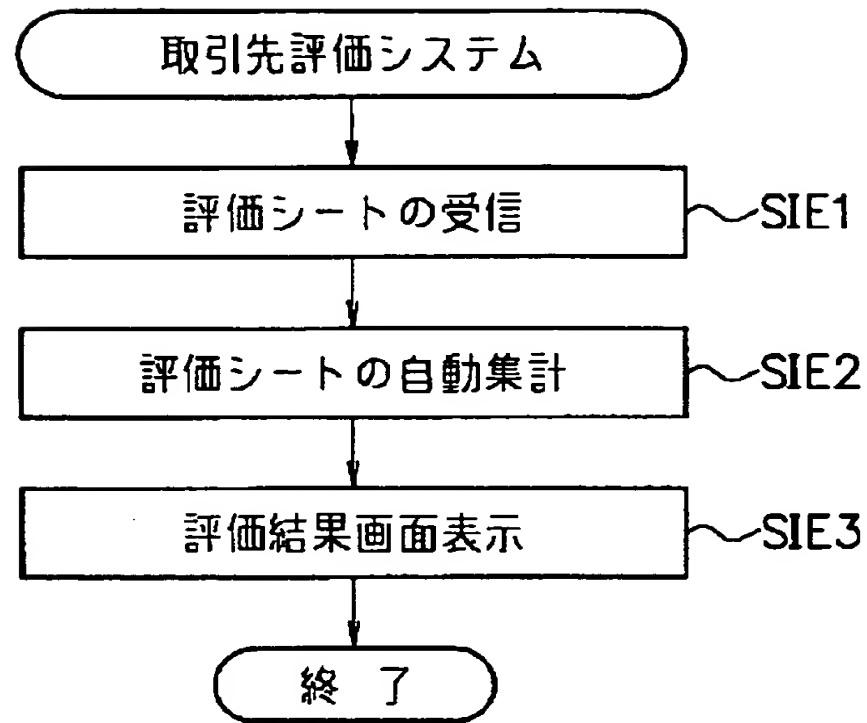 取引先評価システム
評価シートの受信
SIE1
評価シートの自動集計
SIE2
評価結果画面表示
SIE3
終 了